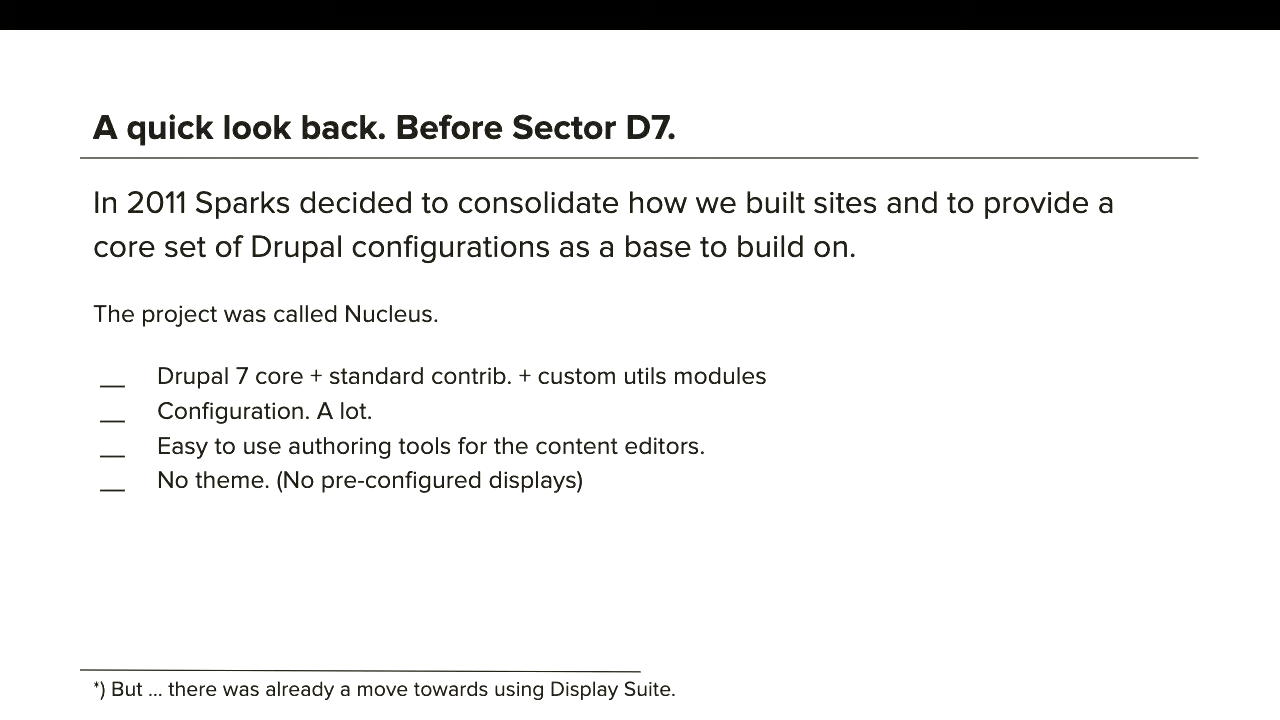 A quick look back. Before Sector D7.
In 2011 Sparks decided to consolidate how we built sites and to provide a
core set of Drupal configurations as a base to build on.
The project was called Nucleus.
__ Drupal 7 core + standard contrib. + custom utils modules
__ Configuration. A lot.
__ Easy to use authoring tools for the content editors.
__ No theme. (No pre-configured displays)
*) But ... there was already a move towards using Display Suite.